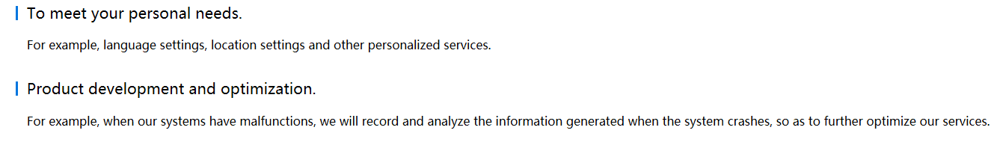 To meet your personal needs.
For example, language settings, location settings and other personalized services.
Product development and optimization.
For example, when our systems have malfunctions, we will record and analyze the information generated when the system crashes, so as to further optimize our services.